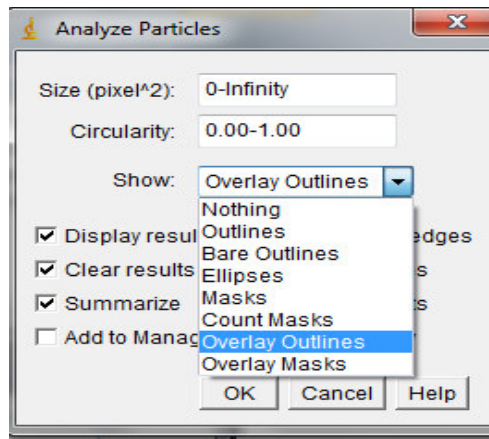 Analyze Particles
Size (pixel^2): 0-Infinity
Circularity: 0.00-1.00
Show: Overlay Outlines
Nothing
Outlines
Bare Outlines
Ellipses
Masks
Count Masks
Overlay Outlines
Overlay Masks
Display resul edges
Clear results s
Summarize s
Add to Manag
OK Cancel Help